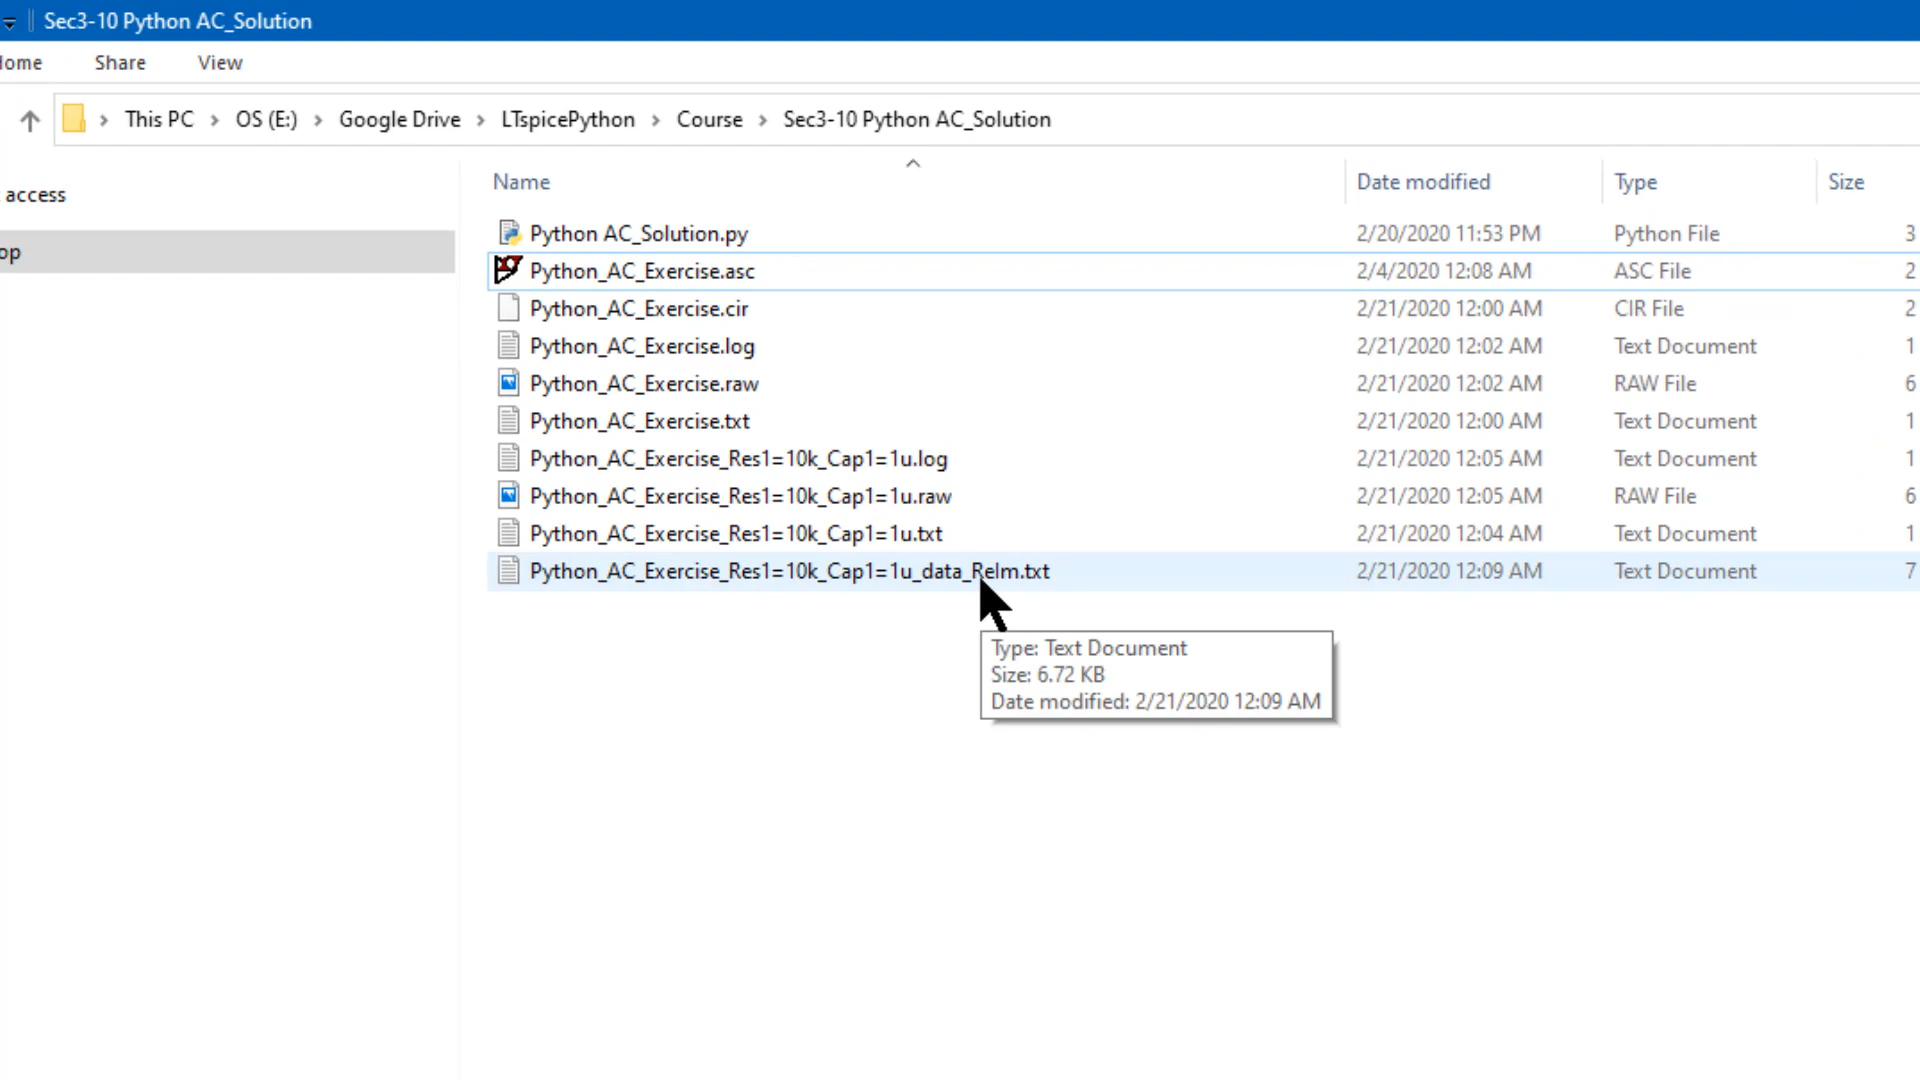 Sec3-10 Python AC_Solution
Home Share View
This PC > OS (E:) > Google Drive > LTspicePython > Course > Sec3-10 Python AC_Solution
access
op
Name Date modified Type Size
Python AC_Solution.py 2/20/2020 11:53 PM Python File 3
Python_AC_Exercise.asc 2/4/2020 12:08 AM ASC File 2
Python_AC_Exercise.cir 2/21/2020 12:00 AM CIR File 2
Python_AC_Exercise.log 2/21/2020 12:02 AM Text Document 1
Python_AC_Exercise.raw 2/21/2020 12:02 AM RAW File 6
Python_AC_Exercise.txt 2/21/2020 12:00 AM Text Document 1
Python_AC_Exercise_Res1=10k_Cap1=1u.log 2/21/2020 12:05 AM Text Document 1
Python_AC_Exercise_Res1=10k_Cap1=1u.raw 2/21/2020 12:05 AM RAW File 6
Python_AC_Exercise_Res1=10k_Cap1=1u.txt 2/21/2020 12:04 AM Text Document 1
Python_AC_Exercise_Res1=10k_Cap1=1u_data_ReIm.txt 2/21/2020 12:09 AM Text Document 7
Type: Text Document
Size: 6.72 KB
Date modified: 2/21/2020 12:09 AM